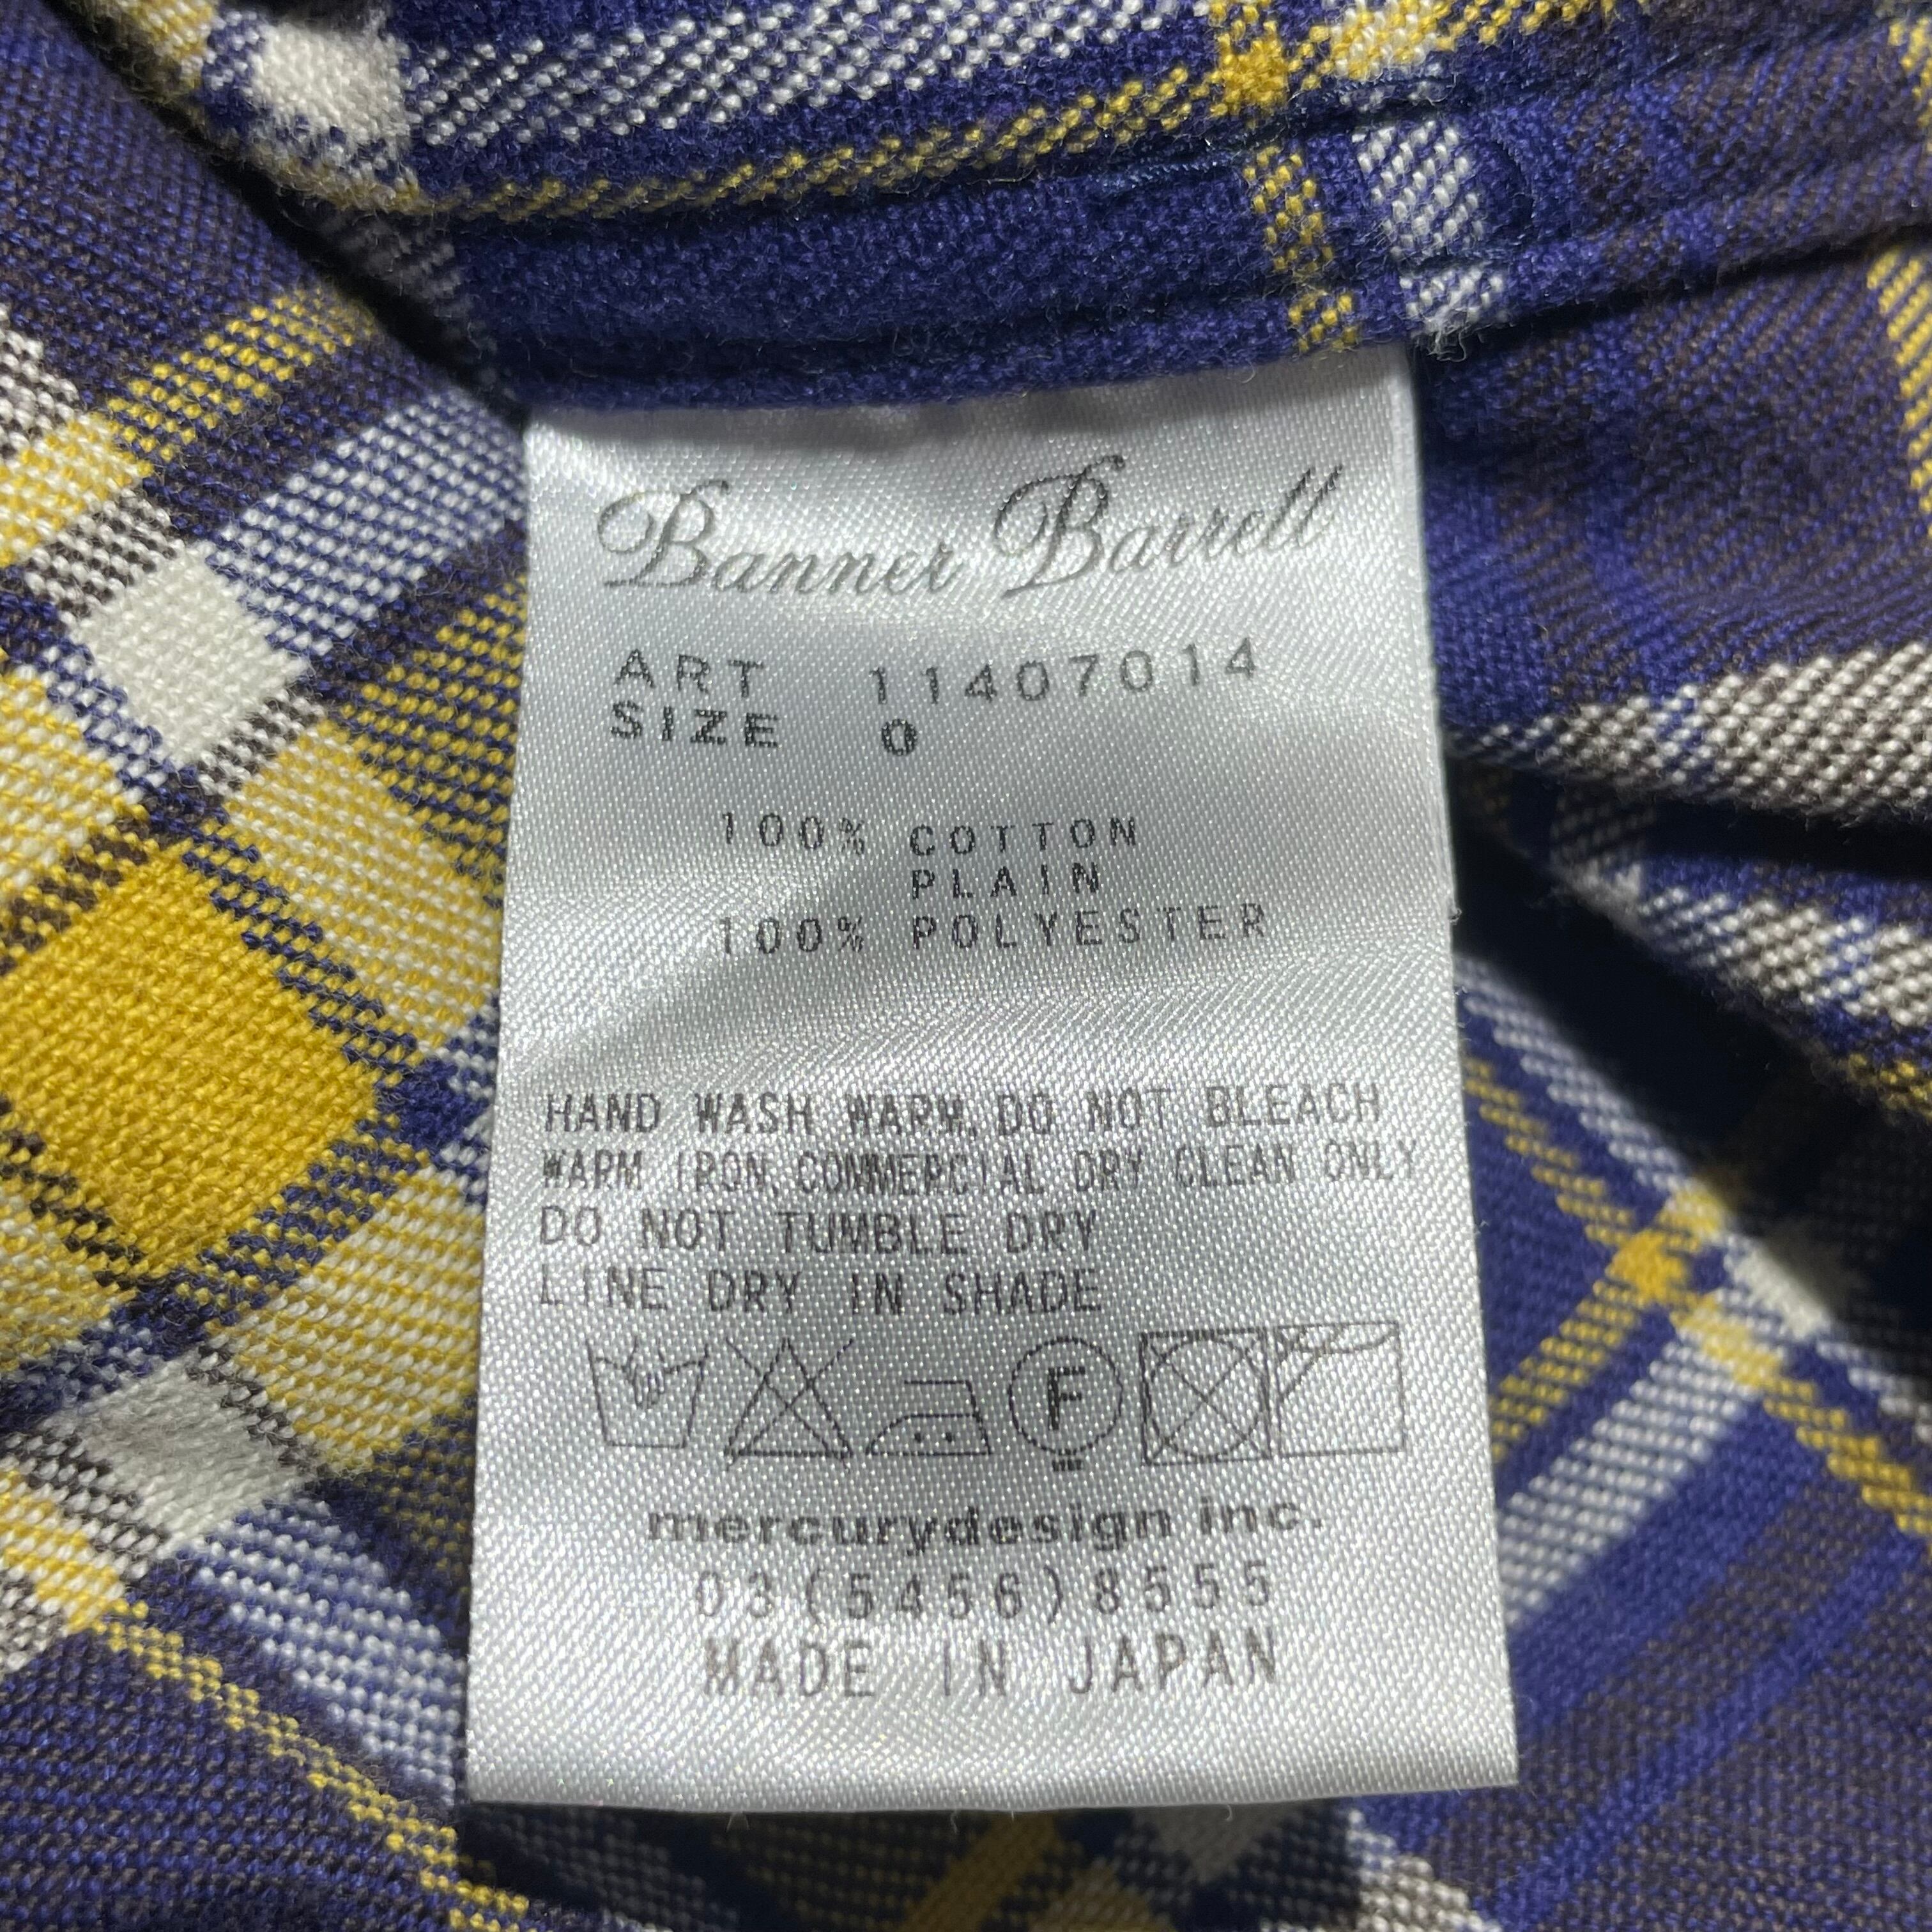 Banner Barrett
ART 11407014
SIZE 0
100% COTTON
PLAIN
100% POLYESTER
HAND WASH WARM, DO NOT BLEACH
WARM IRON, COMMERCIAL DRY CLEAN ONLY
DO NOT TUMBLE DRY
LINE DRY IN SHADE
F
mercurydesign inc.
03(5456)8555
MADE IN JAPAN